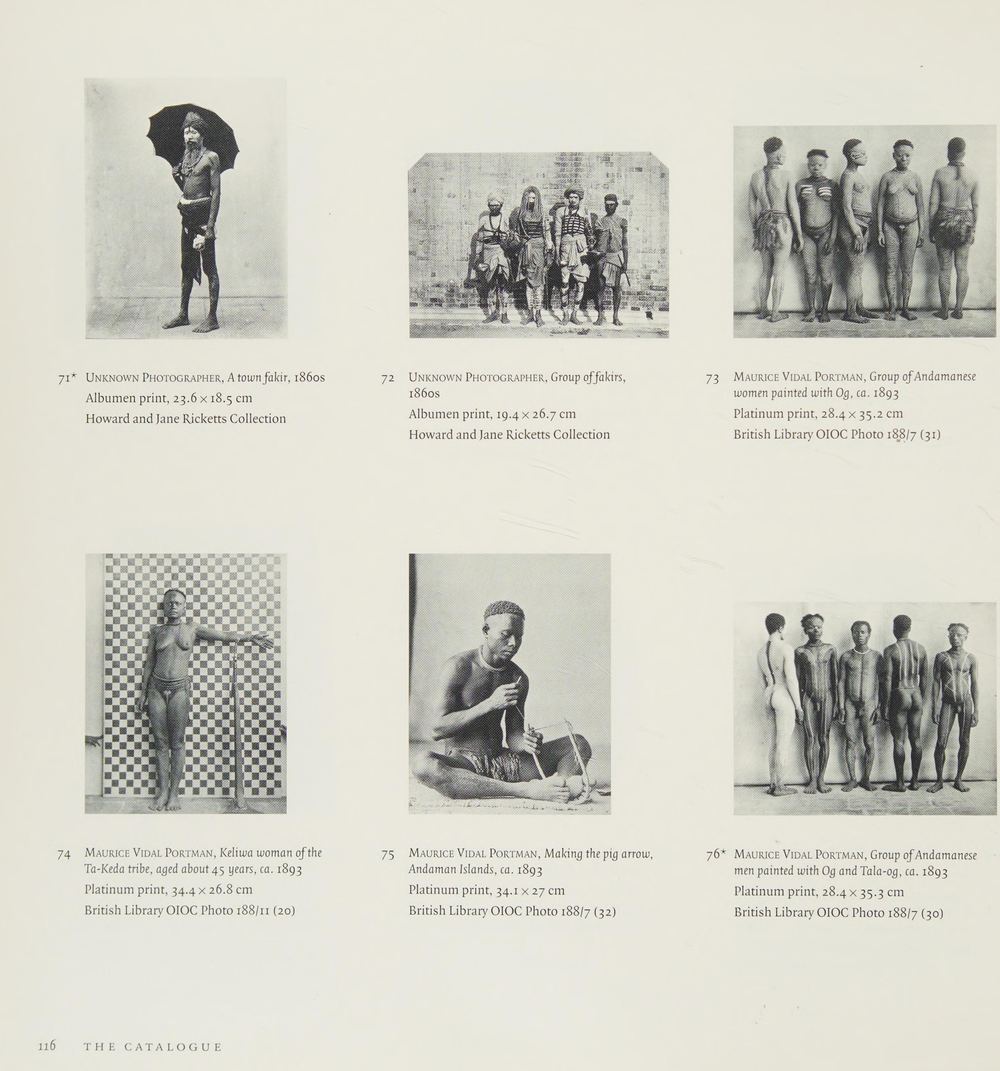 71* UNKNOWN PHOTOGRAPHER, A town fakir, 1860s
Albumen print, 23.6 × 18.5 cm
Howard and Jane Ricketts Collection
72 UNKNOWN PHOTOGRAPHER, Group of fakirs,
1860s
Albumen print, 19.4 × 26.7 cm
Howard and Jane Ricketts Collection
73 MAURICE VIDAL PORTMAN, Group of Andamanese
women painted with Og, ca. 1893
Platinum print, 28.4 × 35.2 cm
British Library OIOC Photo 188/7 (31)
74 MAURICE VIDAL PORTMAN, Keliwa woman of the
Ta-Keda tribe, aged about 45 years, ca. 1893
Platinum print, 34.4 × 26.8 cm
British Library OIOC Photo 188/11 (20)
75 MAURICE VIDAL PORTMAN, Making the pig arrow,
Andaman Islands, ca. 1893
Platinum print, 34.1 × 27 cm
British Library OIOC Photo 188/7 (32)
76* MAURICE VIDAL PORTMAN, Group of Andamanese
men painted with Og and Tala-og, ca. 1893
Platinum print, 28.4 × 35.3 cm
British Library OIOC Photo 188/7 (30)
116 THE CATALOGUE